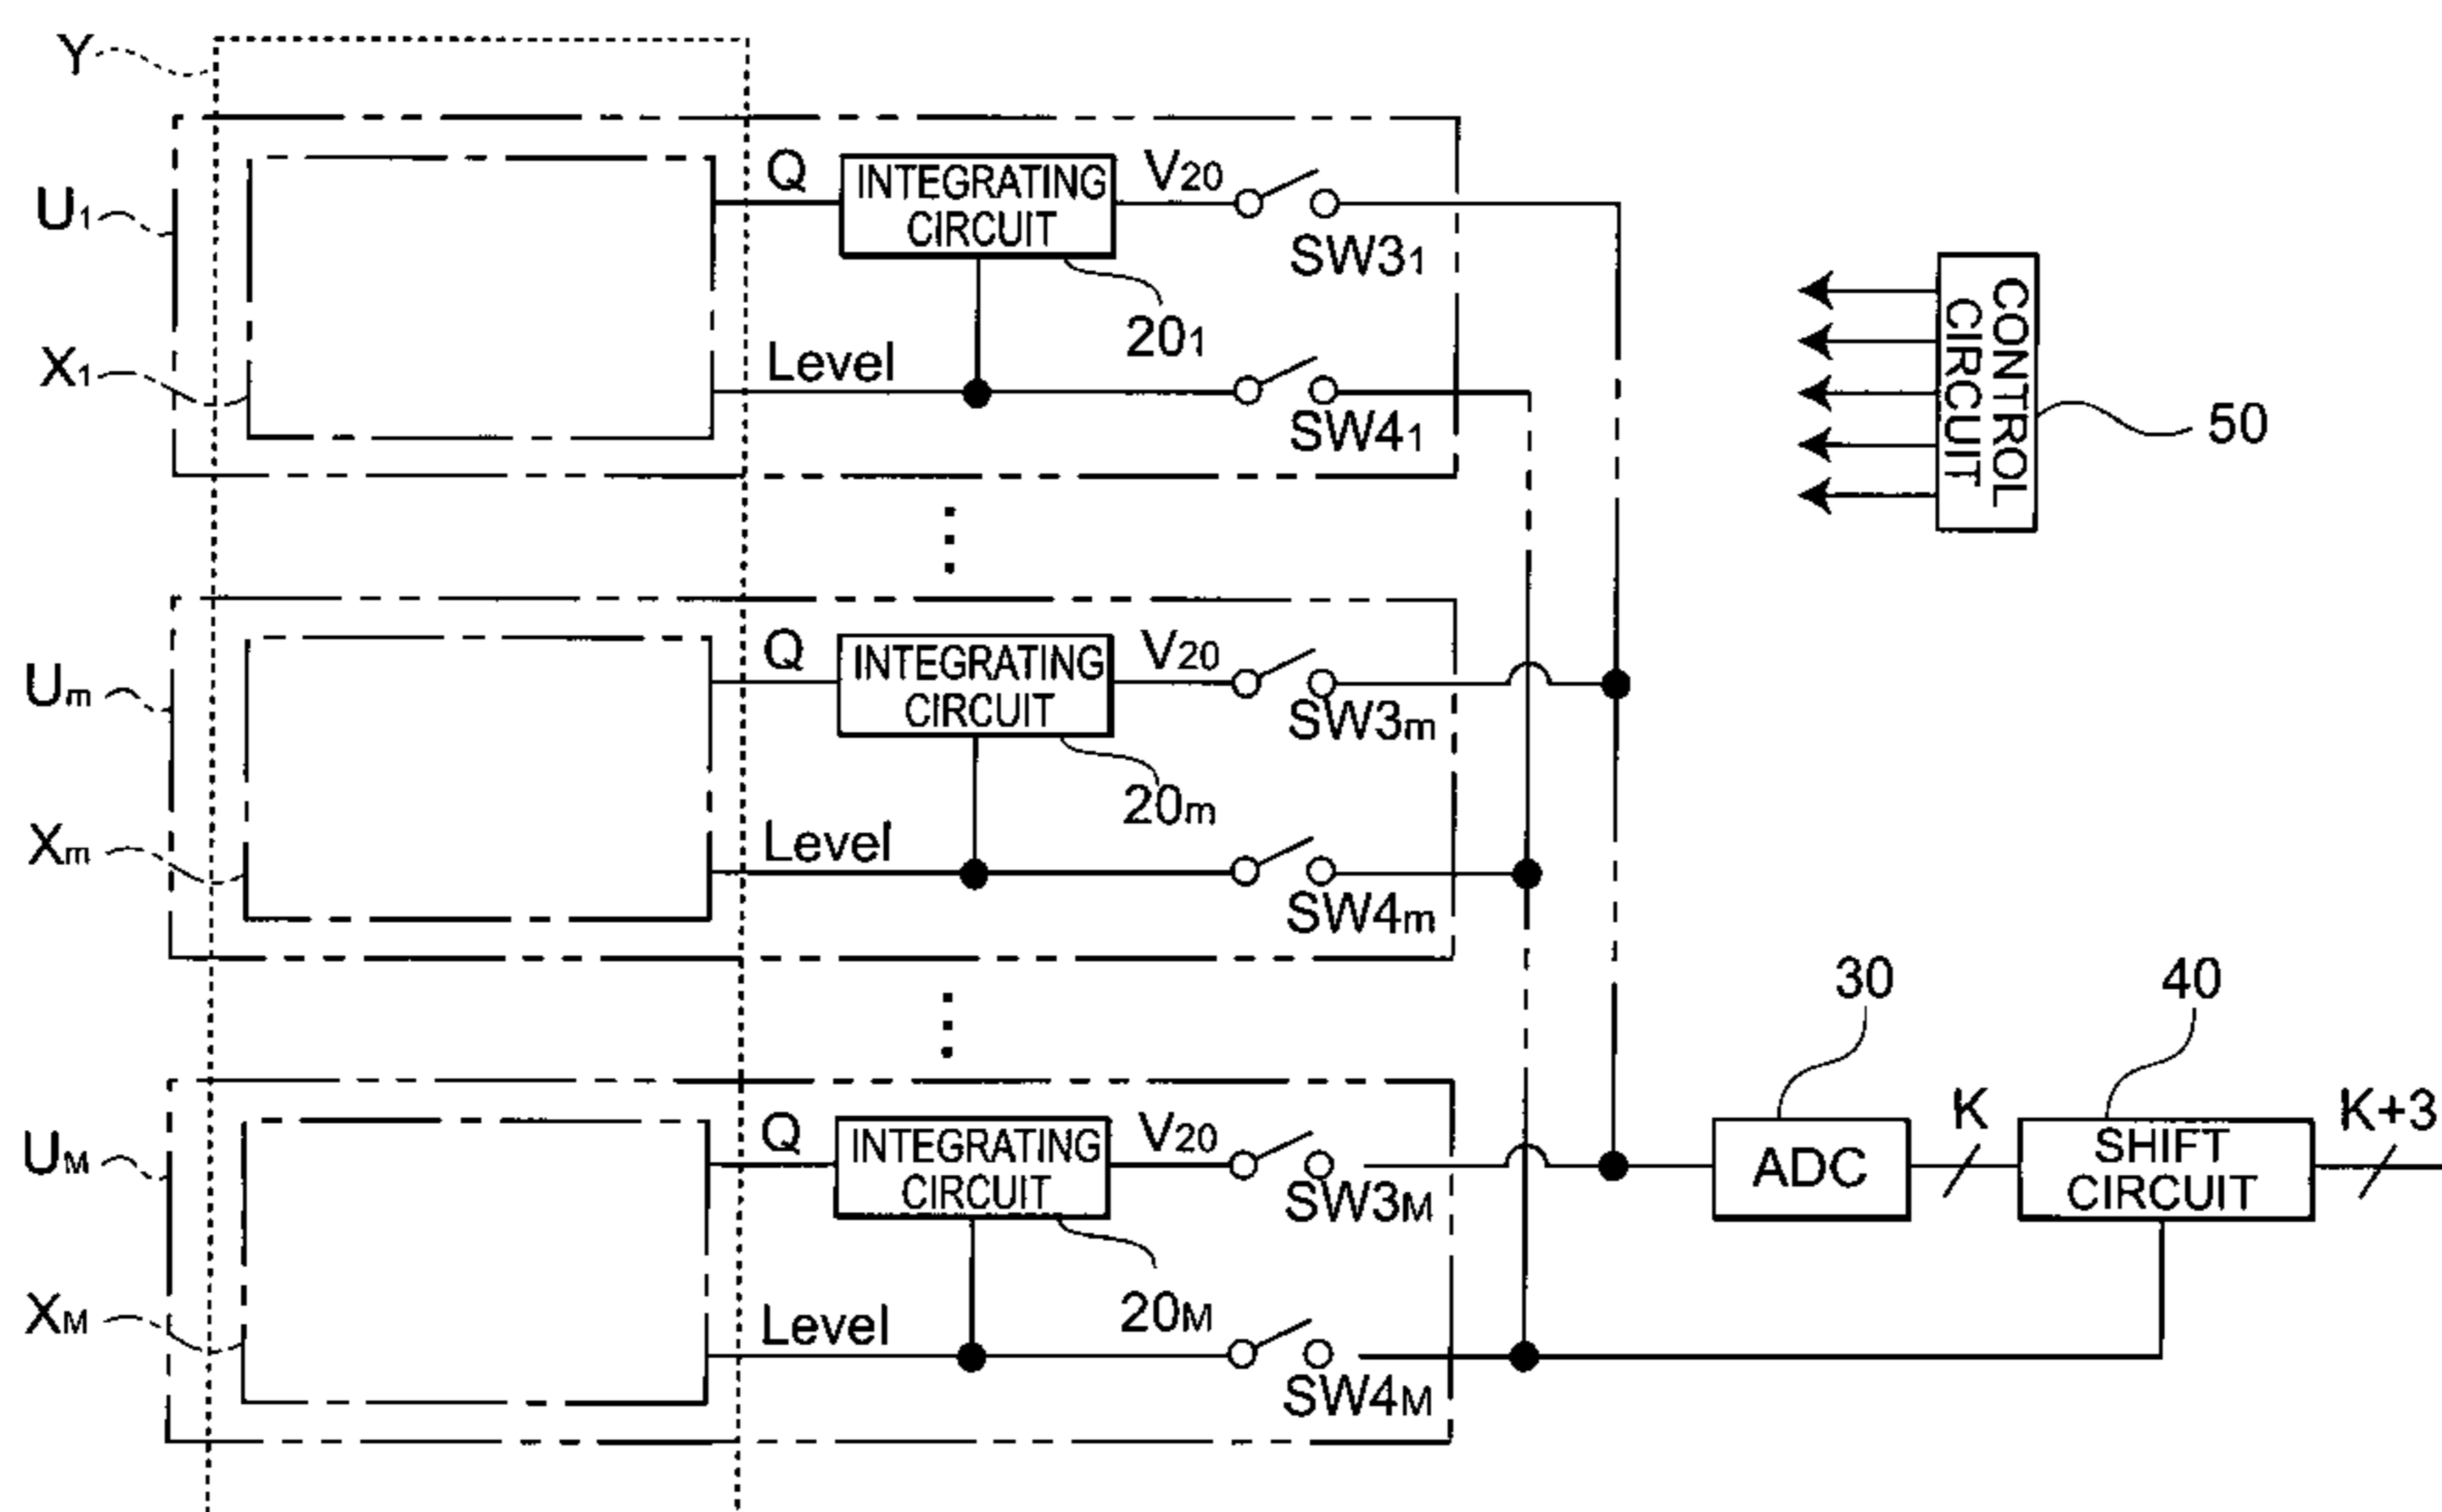 Y
U1
X1
Q
INTEGRATING
CIRCUIT
V20
SW31
201
Level
SW41
CONTROL
CIRCUIT
50
Um
Xm
Q
INTEGRATING
CIRCUIT
V20
SW3m
20m
Level
SW4m
UM
XM
Q
INTEGRATING
CIRCUIT
V20
SW3M
20M
Level
SW4M
30
ADC
K
40
SHIFT
CIRCUIT
K+3